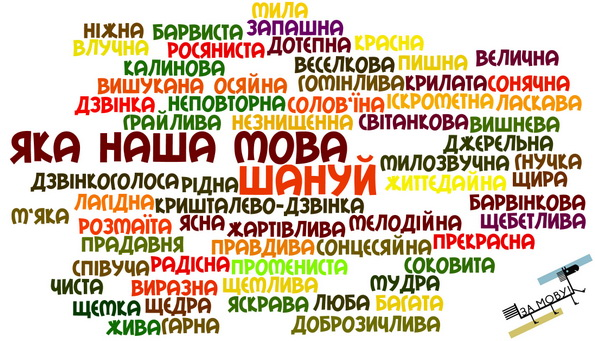 МИЛА
НІЖНА БАРВИСТА ЗАПАШНА
ВЛУЧНА РОСЯНИСТА ДОТЕПНА КРАСНА
КАЛИНОВА ВЕСЕЛКОВА ПИШНА ВЕЛИЧНА
ВИШУКАНА ОСЯЙНА ГОМІНЛИВА КРИЛАТА СОНЯЧНА
ДЗВІНКА НЕПОВТОРНА СОЛОВ'ЇНА ІСКРОМЕТНА ЛАСКАВА
ГРАЙЛИВА НЕЗНИЩЕННА СВІТАНКОВА ВИШНЕВА
ЯКА НАША МОВА ДЖЕРЕЛЬНА
МИЛОЗВУЧНА ГНУЧКА
ДЗВІНКОГОЛОСА РІДНА ШАНУЙ ЖИТТЕДАЙНА ЩИРА
М'ЯКА ЛАГІДНА КРИШТАЛЕВО-ДЗВІНКА БАРВІНКОВА
РОЗМАЇТА ЯСНА ЖАРТІВЛИВА МЕЛОДІЙНА ЩЕБЕТЛИВА
ПРАДАВНЯ ПРАВДИВА СОНЦЕСЯЙНА ПРЕКРАСНА
СПІВУЧА РАДІСНА ПРОМЕНИСТА СОКОВИТА
ЧИСТА ВИРАЗНА ЩЕМЛИВА МУДРА
ЩЕМКА ЩЕДРА ЯСКРАВА ЛЮБА БАГАТА
ЖИВА ГАРНА ДОБРОЗИЧЛИВА
ЗА МОВУ!